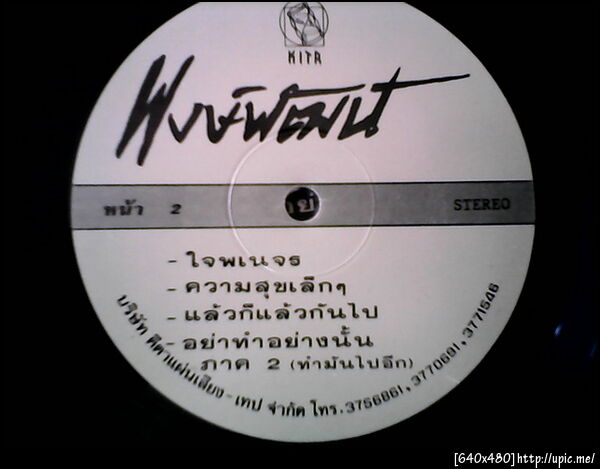 KITA
พงษ์พัฒน์
หน้า 2
STEREO
- ใจพเนจร
- ความสุขเล็กๆ
- แล้วก็แล้วกันไป
- อย่าทำอย่างนั้น
ภาค 2 (ทำมันไปอีก)
บริษัท คีตาแผ่นเสียง - เทป จำกัด โทร. 3756861, 3770691, 3771546
[640x480]http://upic.me/